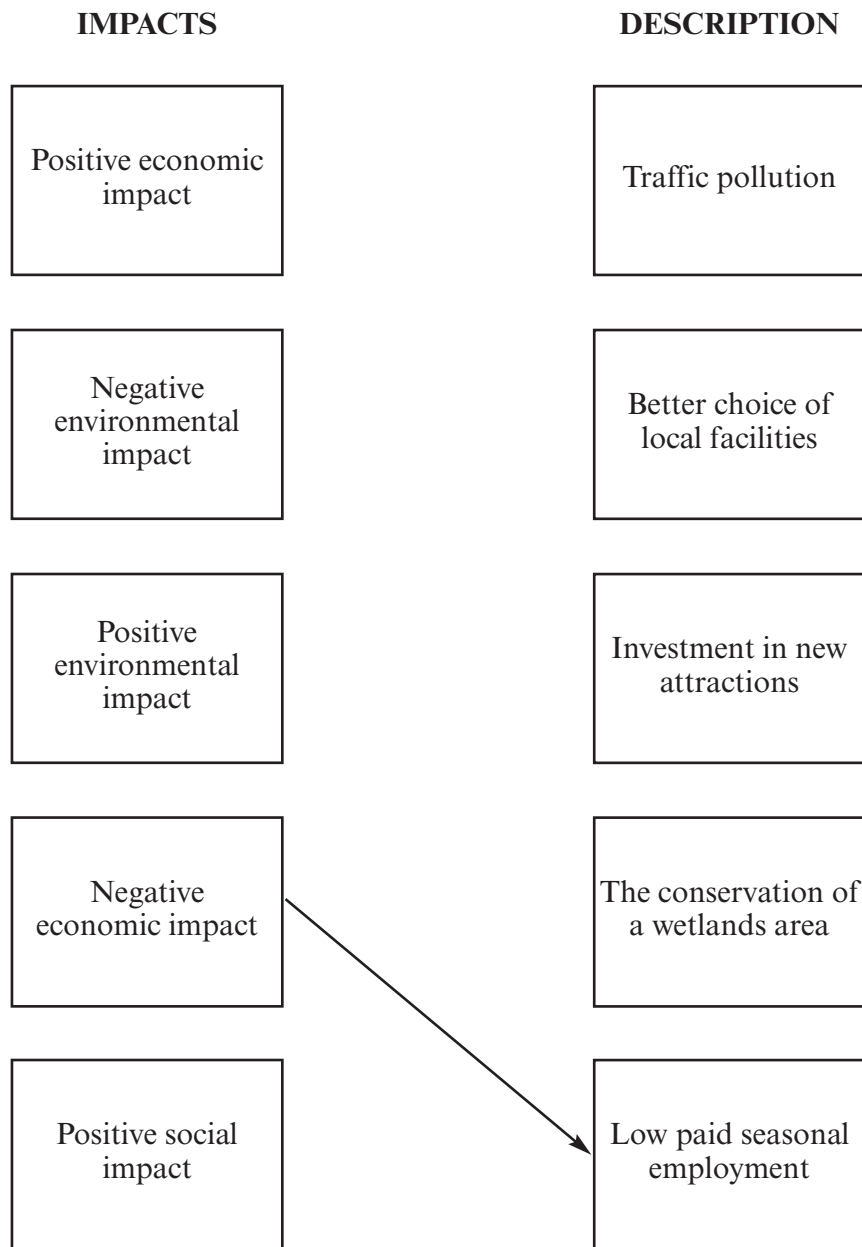 IMPACTS
DESCRIPTION
Positive economic
impact
Traffic pollution
Negative
environmental
impact
Better choice of
local facilities
Positive
environmental
impact
Investment in new
attractions
Negative
economic impact
The conservation of
a wetlands area
Positive social
impact
Low paid seasonal
employment